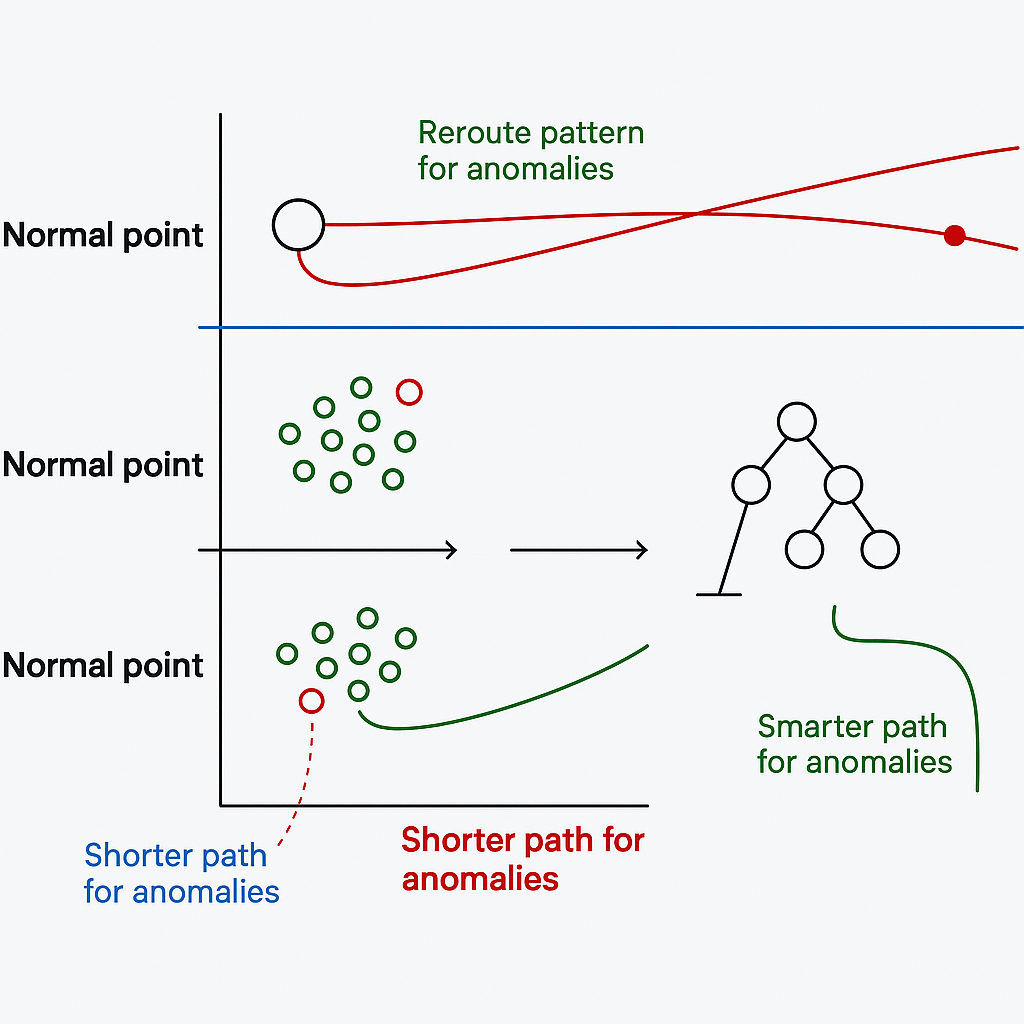 Reroute pattern
for anomalies
Normal point
Normal point
Normal point
Smarter path
for anomalies
Shorter path
for anomalies
Shorter path for
anomalies